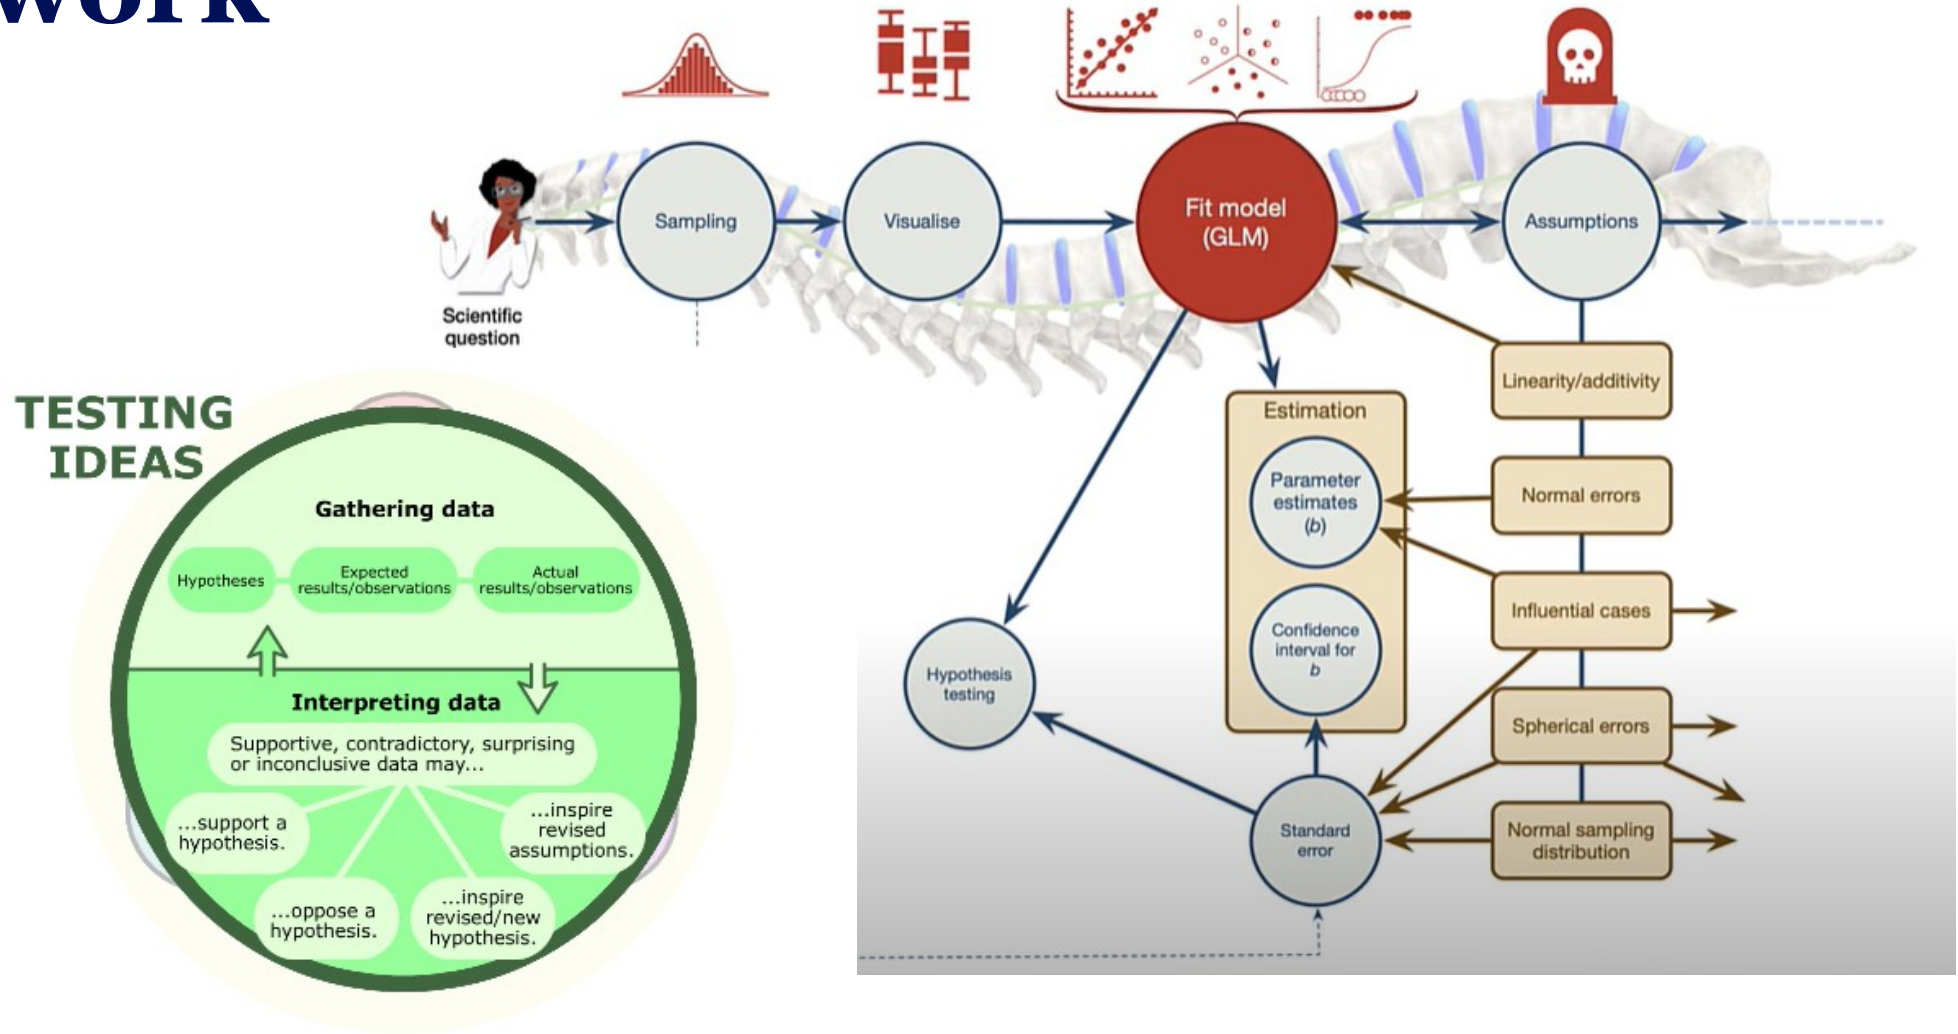 work
Scientific
question
Sampling
Visualise
Fit model
(GLM)
Assumptions
Linearity/additivity
Normal errors
Influential cases
Spherical errors
Normal sampling
distribution
Estimation
Parameter
estimates
(b)
Confidence
interval for
b
Standard
error
Hypothesis
testing
TESTING
IDEAS
Gathering data
Hypotheses
Expected
results/observations
Actual
results/observations
Interpreting data
Supportive, contradictory, surprising
or inconclusive data may...
...support a
hypothesis.
...oppose a
hypothesis.
...inspire
revised/new
hypothesis.
...inspire
revised
assumptions.